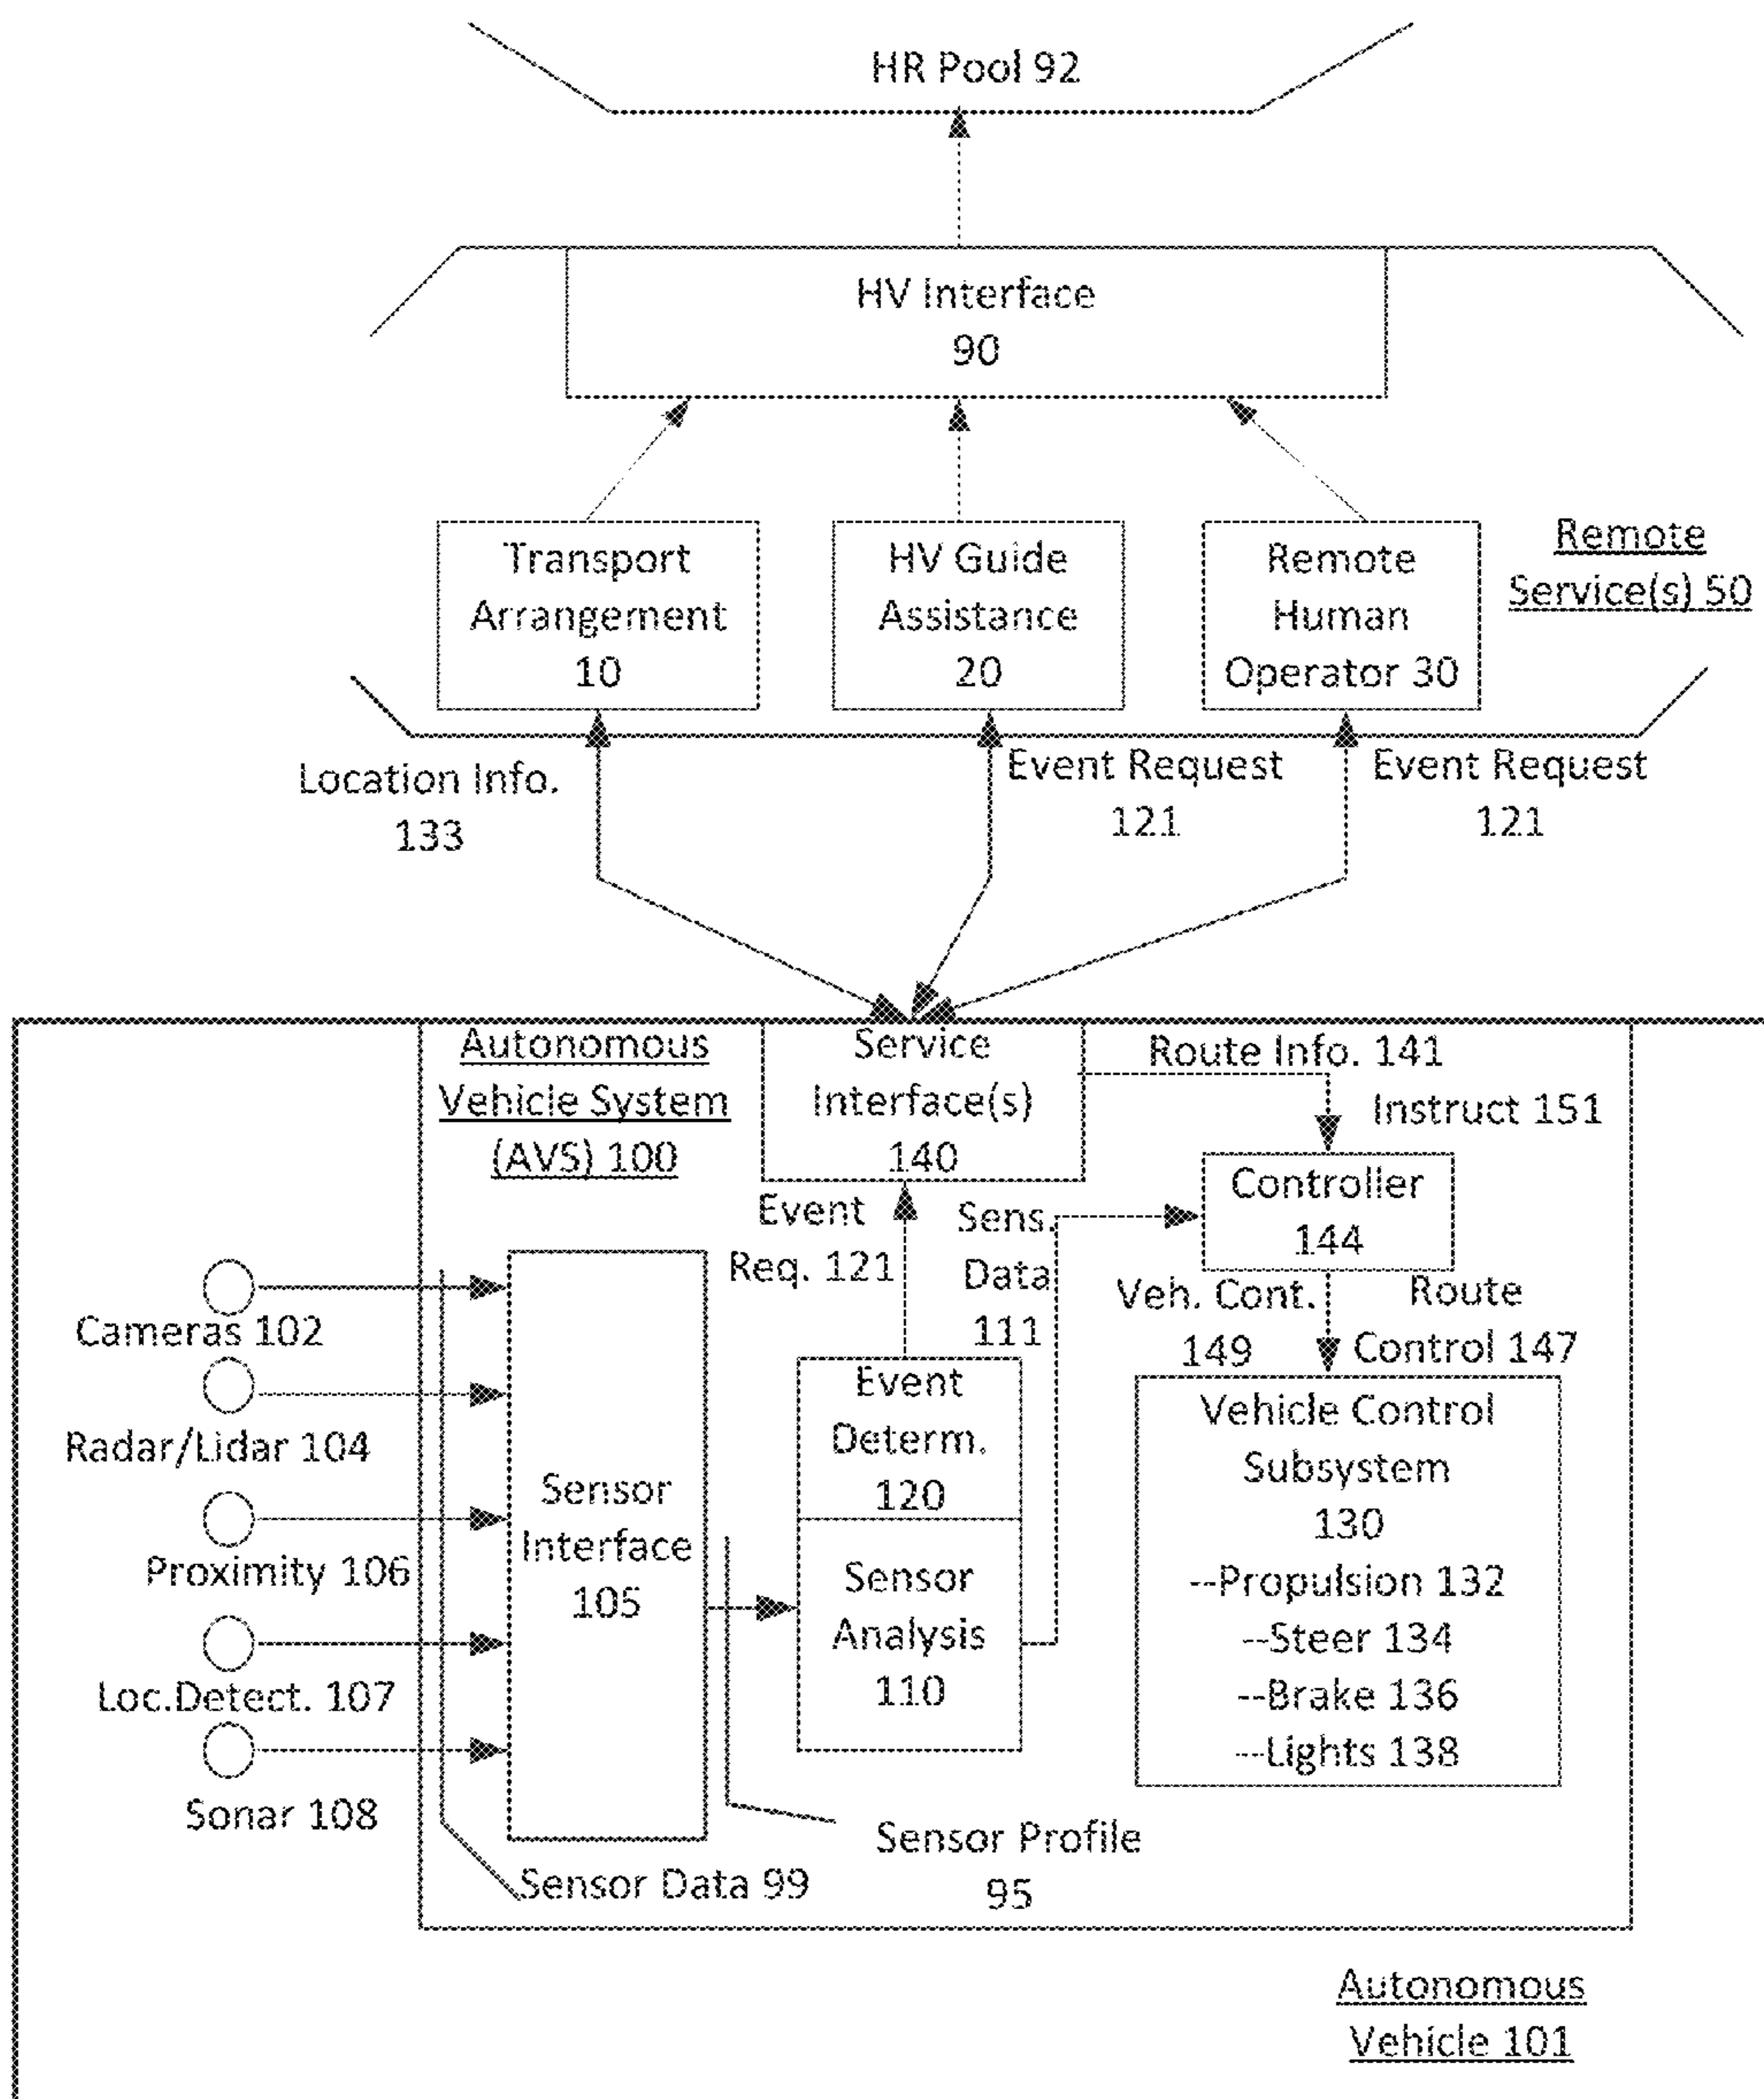 HR Pool 92
HV Interface
90
Transport
Arrangement
10
HV Guide
Assistance
20
Remote
Human
Operator 30
Remote
Service(s) 50
Location Info.
133
Event Request
121
Event Request
121
Autonomous
Vehicle System
(AVS) 100
Service
Interface(s)
140
Route Info. 141
Instruct 151
Controller
144
Event
Req. 121
Sens.
Data
111
Veh. Cont.
149
Route
Control 147
Cameras 102
Radar/Lidar 104
Proximity 106
Loc.Detect. 107
Sonar 108
Sensor
Interface
105
Event
Determ.
120
Sensor
Analysis
110
Vehicle Control
Subsystem
130
--Propulsion 132
--Steer 134
--Brake 136
---Lights 138
Sensor Data 99
Sensor Profile
95
Autonomous
Vehicle 101